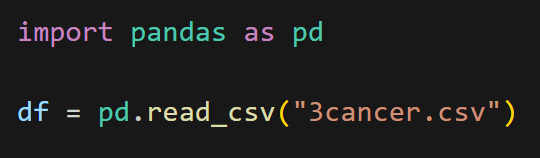 import pandas as pd
df = pd.read_csv("3cancer.csv")